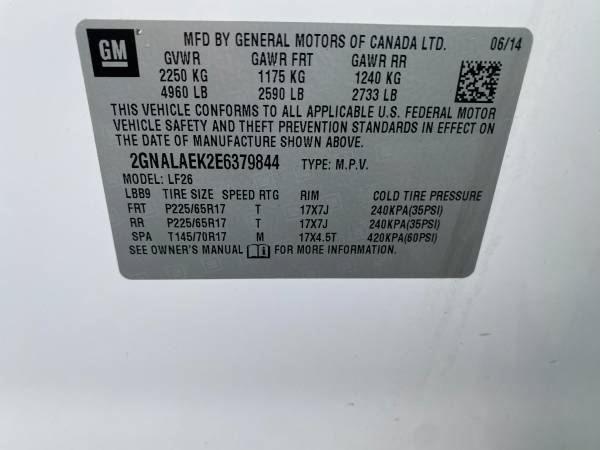 GM MFD BY GENERAL MOTORS OF CANADA LTD. 06/14
GVWR GAWR FRT GAWR RR
2250 KG 1175 KG 1240 KG
4960 LB 2590 LB 2733 LB
THIS VEHICLE CONFORMS TO ALL APPLICABLE U.S. FEDERAL MOTOR
VEHICLE SAFETY AND THEFT PREVENTION STANDARDS IN EFFECT ON
THE DATE OF MANUFACTURE SHOWN ABOVE.
2GNALAEK2E6379844 TYPE: M.P.V.
MODEL: LF26
LBB9 TIRE SIZE SPEED RTG RIM COLD TIRE PRESSURE
FRT P225/65R17 T 17X7J 240KPA(35PSI)
RR P225/65R17 T 17X7J 240KPA(35PSI)
SPA T145/70R17 M 17X4.5T 420KPA(60PSI)
SEE OWNER'S MANUAL FOR MORE INFORMATION.